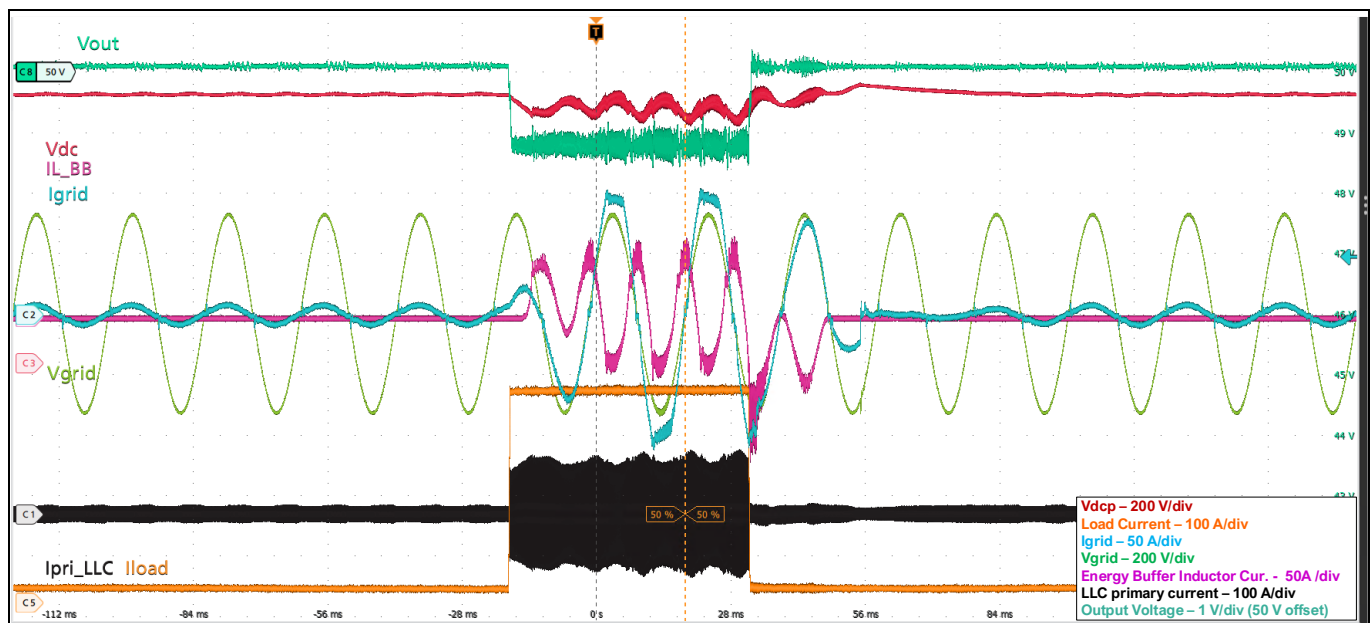 T
Vout
C8 50 V
50 V
49 V
Vdc
IL_BB
Igrid
48 V
47 V
C2
46 V
C3
Vgrid
45 V
44 V
C1
50 % 50 %
Vdcp – 200 V/div
Load Current – 100 A/div
Igrid – 50 A/div
Vgrid – 200 V/div
Energy Buffer Inductor Cur. - 50A /div
LLC primary current – 100 A/div
Output Voltage – 1 V/div (50 V offset)
Ipri_LLC Iload
C5
-112 ms -84 ms -56 ms -28 ms 0 s 28 ms 56 ms 84 ms